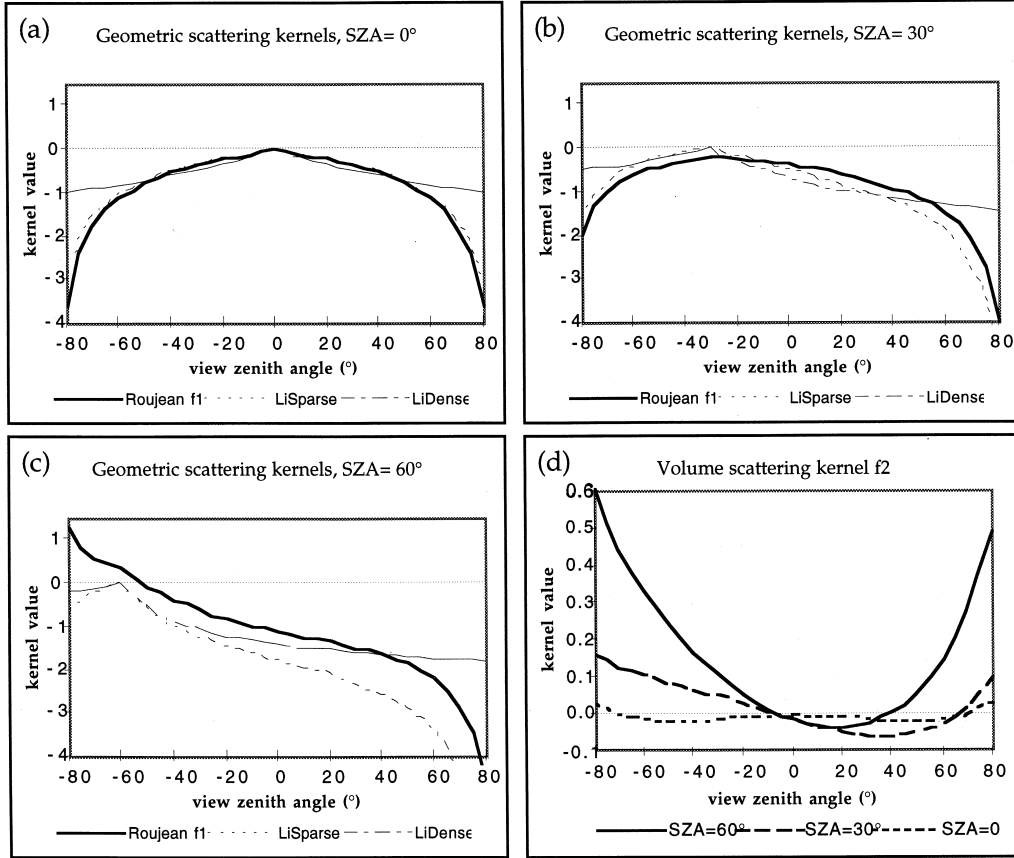 (a)
Geometric scattering kernels, SZA= 0°
1
0
- 1
- 2
- 3
- 4
kernel value
-80 -60 -40 -20 0 20 40 60 80
view zenith angle (°)
Roujean f1 LiSparse LiDense
(b)
Geometric scattering kernels, SZA= 30°
1
0
- 1
- 2
- 3
- 4
kernel value
-80 -60 -40 -20 0 20 40 60 80
view zenith angle (°)
Roujean f1 LiSparse LiDense
(c)
Geometric scattering kernels, SZA= 60°
1
0
- 1
- 2
- 3
- 4
kernel value
-80 -60 -40 -20 0 20 40 60 80
view zenith angle (°)
Roujean f1 LiSparse LiDense
(d)
Volume scattering kernel f2
0.6
0.5
0.4
0.3
0.2
0.1
0.0
-0.
kernel value
-80 -60 -40 -20 0 20 40 60 80
view zenith angle (°)
SZA=60° SZA=30° SZA=0